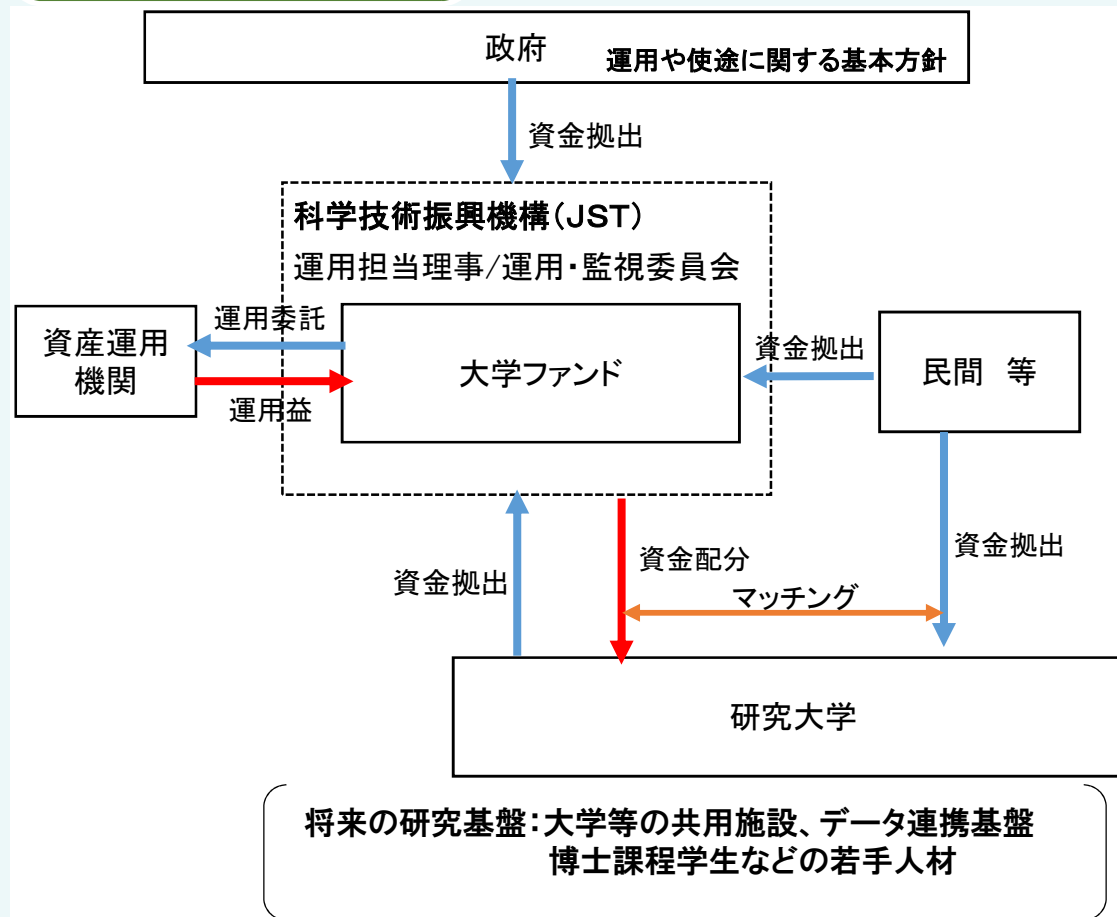 政府
運用や使途に関する基本方針
資金拠出
科学技術振興機構(JST)
運用担当理事/運用・監視委員会
運用委託
資産運用
機関
運用益
大学ファンド
資金拠出
民間　等
資金拠出
資金配分
資金拠出
マッチング
研究大学
将来の研究基盤:大学等の共用施設、データ連携基盤
博士課程学生などの若手人材